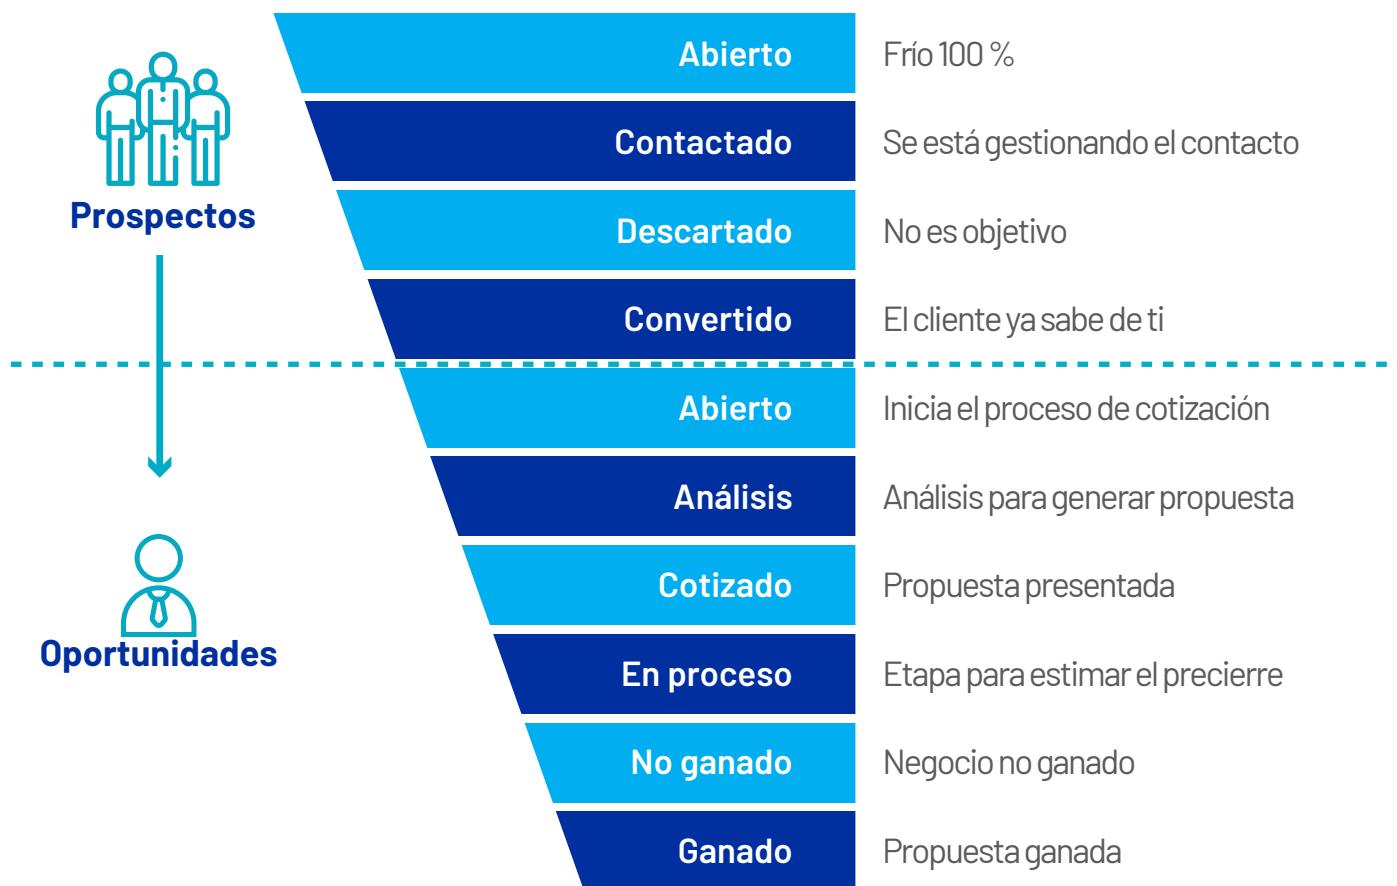 Prospectos
Oportunidades
Abierto Frío 100 %
Contactado Se está gestionando el contacto
Descartado No es objetivo
Convertido El cliente ya sabe de ti
Abierto Inicia el proceso de cotización
Análisis Análisis para generar propuesta
Cotizado Propuesta presentada
En proceso Etapa para estimar el precierre
No ganado Negocio no ganado
Ganado Propuesta ganada